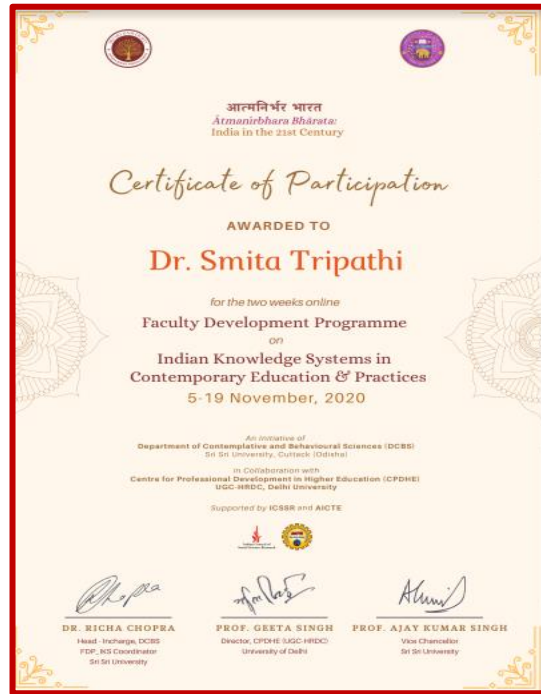 आत्मनिर्भर भारत
Ātmanirbhara Bhārata:
India in the 21st Century
Certificate of Participation
AWARDED TO
Dr. Smita Tripathi
for the two weeks online
Faculty Development Programme
on
Indian Knowledge Systems in
Contemporary Education & Practices
5-19 November, 2020
An Initiative of
Department of Contemplative and Behavioural Sciences (DCBS)
Sri Sri University, Cuttack (Odisha)
in Collaboration with
Centre for Professional Development in Higher Education (CPDHE)
UGC-HRDC, Delhi University
Supported by ICSSR and AICTE
DR. RICHA CHOPRA
Head - Incharge, DCBS
FDP, IKS Coordinator
Sri Sri University
PROF. GEETA SINGH
Director, CPDHE (UGC-HRDC)
University of Delhi
PROF. AJAY KUMAR SINGH
Vice Chancellor
Sri Sri University